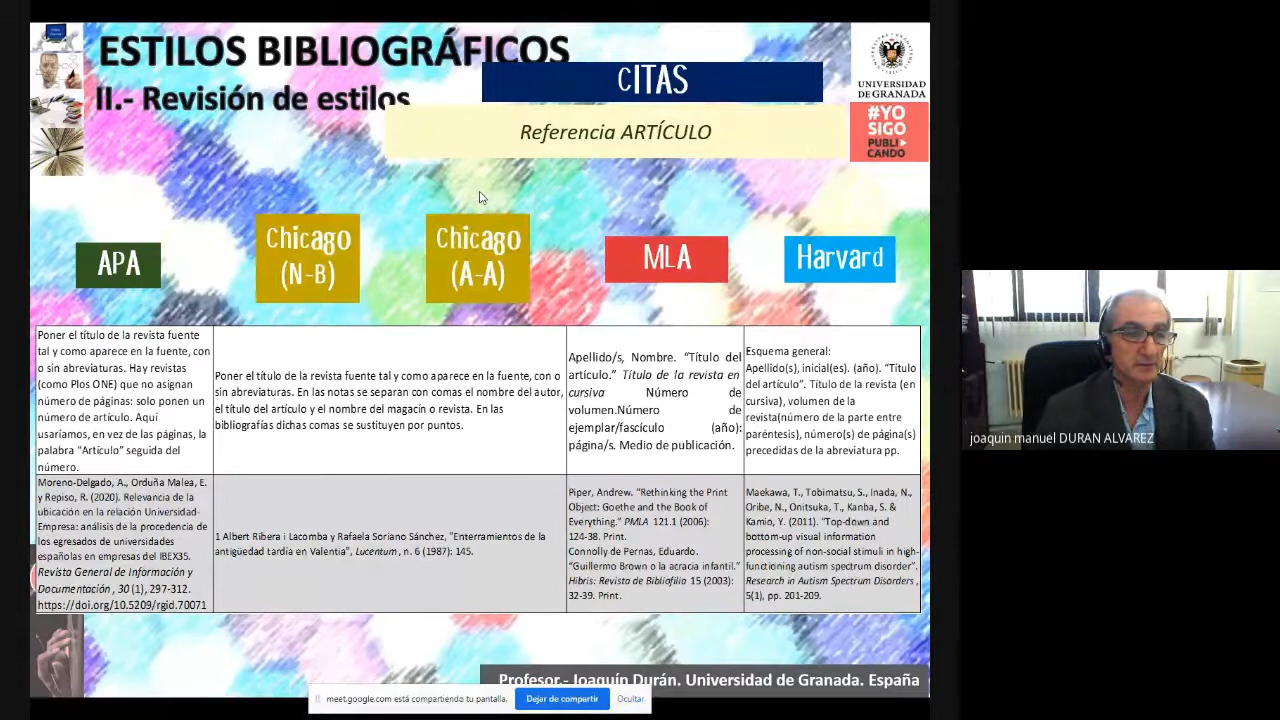 ESTILOS BIBLIOGRÁFICOS
II.- Revisión de estilos
CITAS
Referencia ARTÍCULO
UNIVERSIDAD
DE GRANADA
#YO
SIGO
PUBLI
CANDO
APA
Chicago
(N-B)
Chicago
(A-A)
MLA
Harvard
Poner el título de la revista fuente
tal y como aparece en la fuente, con
o sin abreviaturas. Hay revistas
(como Plos ONE) que no asignan
número de páginas: solo ponen un
número de artículo. Aquí
usaríamos, en vez de las páginas, la
palabra “Artículo” seguida del
número.
Poner el título de la revista fuente tal y como aparece en la fuente, con o
sin abreviaturas. En las notas se separan con comas el nombre del autor,
el título del artículo y el nombre del magacín o revista. En las
bibliografías dichas comas se sustituyen por puntos.
Apellido/s, Nombre. “Título del
artículo.” Título de la revista en
cursiva Número de
volumen.Número de
ejemplar/fascículo (año):
página/s. Medio de publicación.
Esquema general:
Apellido(s), inicial(es). (año). “Título
del artículo”. Título de la revista (en
cursiva), volumen de la
revista(número de la parte entre
paréntesis), número(s) de página(s)
precedidas de la abreviatura pp.
Moreno-Delgado, A., Orduña Malea, E.
y Repiso, R. (2020). Relevancia de la
ubicación en la relación Universidad-
Empresa: análisis de la procedencia de
los egresados de universidades
españolas en empresas del IBEX35.
Revista General de Información y
Documentación, 30 (1), 297-312.
https://doi.org/10.5209/rgid.70071
1 Albert Ribera i Lacomba y Rafaela Soriano Sánchez, "Enterramientos de la
antigüedad tardía en Valentia", Lucentum, n. 6 (1987): 145.
Piper, Andrew. “Rethinking the Print
Object: Goethe and the Book of
Everything.” PMLA 121.1 (2006):
124-38. Print.
Connolly de Pernas, Eduardo.
“Guillermo Brown o la acracia infantil.”
Hibris: Revista de Bibliofilia 15 (2003):
32-39. Print.
Maekawa, T., Tobimatsu, S., Inada, N.,
Oribe, N., Onitsuka, T., Kanba, S. &
Kamio, Y. (2011). “Top-down and
bottom-up visual information
processing of non-social stimuli in high-
functioning autism spectrum disorder”.
Research in Autism Spectrum Disorders,
5(1), pp. 201-209.
Profesor.- Joaquín Durán. Universidad de Granada. España
meet.google.com está compartiendo tu pantalla.
Dejar de compartir
Ocultar
joaquin manuel DURAN ALVAREZ